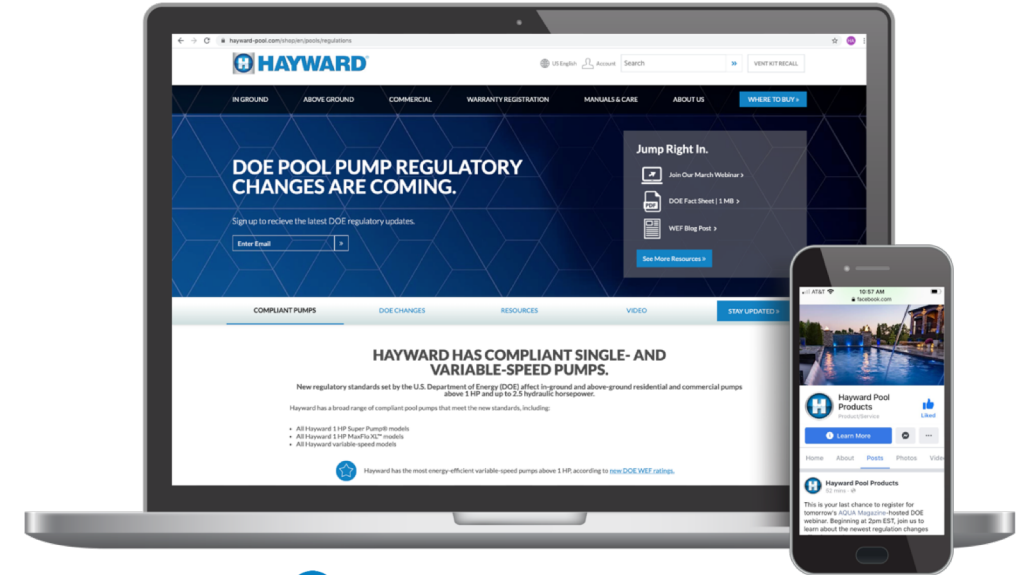 hayward-pool.com/shop/en/pools/regulations
HAYWARD
US English
Account
Search
»
VENT KIT RECALL
IN GROUND
ABOVE GROUND
COMMERCIAL
WARRANTY REGISTRATION
MANUALS & CARE
ABOUT US
WHERE TO BUY »
DOE POOL PUMP REGULATORY
CHANGES ARE COMING.
Sign up to recieve the latest DOE regulatory updates.
Enter Email
»
Jump Right In.
Join Our March Webinar >
PDF
DOE Fact Sheet | 1 MB >
WEF Blog Post >
See More Resources »
COMPLIANT PUMPS
DOE CHANGES
RESOURCES
VIDEO
STAY UPDATED »
HAYWARD HAS COMPLIANT SINGLE- AND
VARIABLE-SPEED PUMPS.
New regulatory standards set by the U.S. Department of Energy (DOE) affect in-ground and above-ground residential and commercial pumps
above 1 HP and up to 2.5 hydraulic horsepower.
Hayward has a broad range of compliant pool pumps that meet the new standards, including:
• All Hayward 1 HP Super Pump® models
• All Hayward 1 HP MaxFlo XL™ models
• All Hayward variable-speed models
Hayward has the most energy-efficient variable-speed pumps above 1 HP, according to new DOE WEF ratings.
AT&T
10:57 AM
facebook.com
H
Hayward Pool
Products
Product/Service
Liked
Learn More
Home
About
Posts
Photos
H
Hayward Pool Products
52 mins
This is your last chance to register for
tomorrow's AQUA Magazine-hosted DOE
webinar. Beginning at 2pm EST, join us to
learn about the newest regulation changes